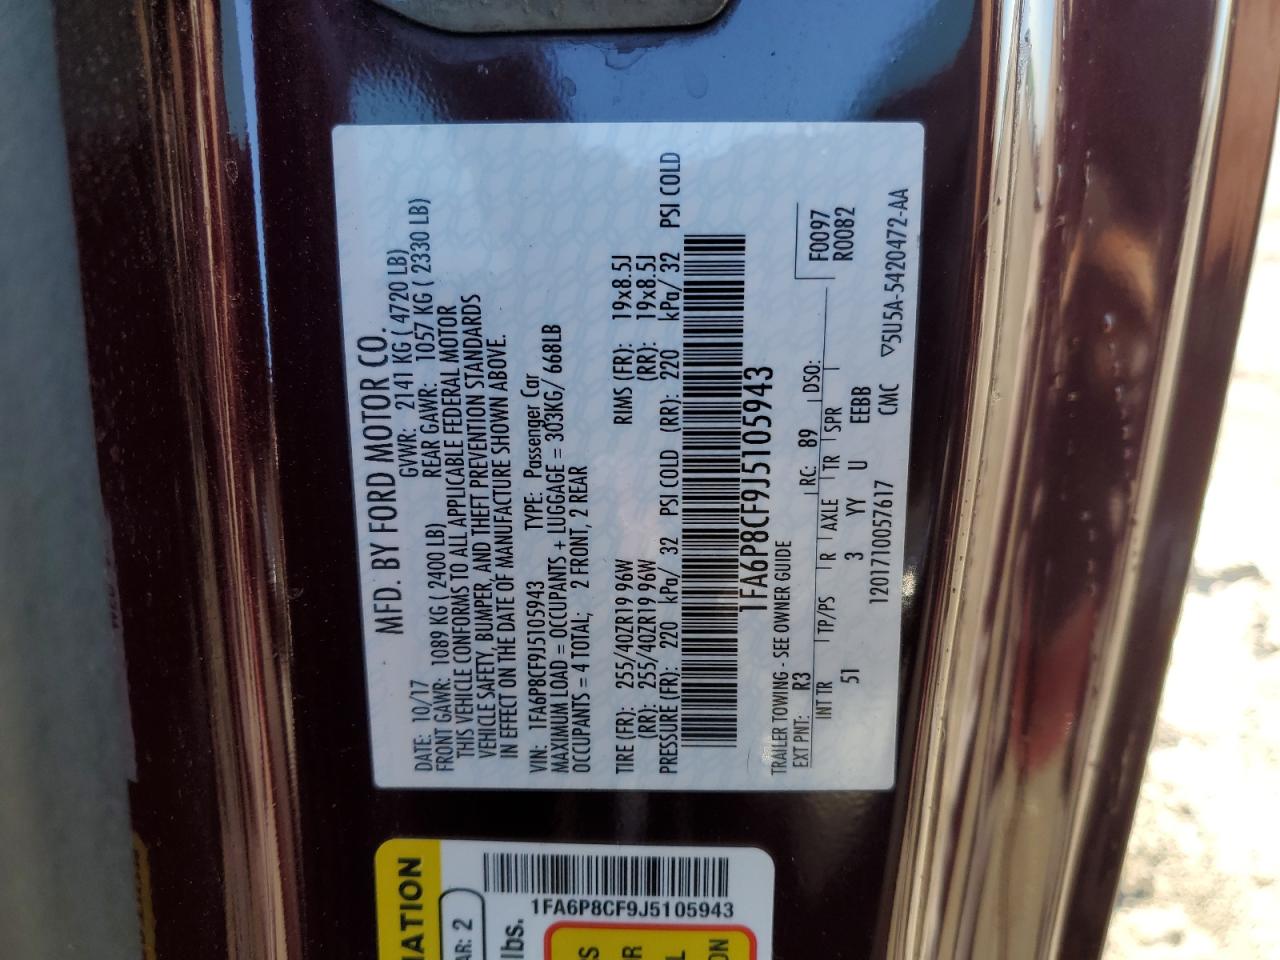 MFD. BY FORD MOTOR CO.
DATE: 10/17 GVWR: 2141 KG ( 4720 LB)
FRONT GAWR: 1089 KG ( 2400 LB) REAR GAWR: 1057 KG ( 2330 LB)
THIS VEHICLE CONFORMS TO ALL APPLICABLE FEDERAL MOTOR
VEHICLE SAFETY, BUMPER, AND THEFT PREVENTION STANDARDS
IN EFFECT ON THE DATE OF MANUFACTURE SHOWN ABOVE.
VIN: 1FA6P8CF9J5105943 TYPE: Passenger Car
MAXIMUM LOAD = OCCUPANTS + LUGGAGE = 303KG/ 668LB
OCCUPANTS = 4 TOTAL; 2 FRONT, 2 REAR
TIRE (FR): 255/40ZR19 96W RIMS (FR): 19x8.5J
(RR): 255/40ZR19 96W (RR): 19x8.5J
PRESSURE (FR): 220 kPa/ 32 PSI COLD (RR): 220 kPa/ 32 PSI COLD
1FA6P8CF9J5105943
TRAILER TOWING - SEE OWNER GUIDE
EXT PNT: R3 RC: 89 DSO: F0097
INT TR TP/PS R AXLE TR SPR R0082
51 3 YY U EEBB
1201710057617 CMC ▽5U5A-5420472-AA
MATION
AR: 2
lbs.
1FA6P8CF9J5105943
S
R
L
ON